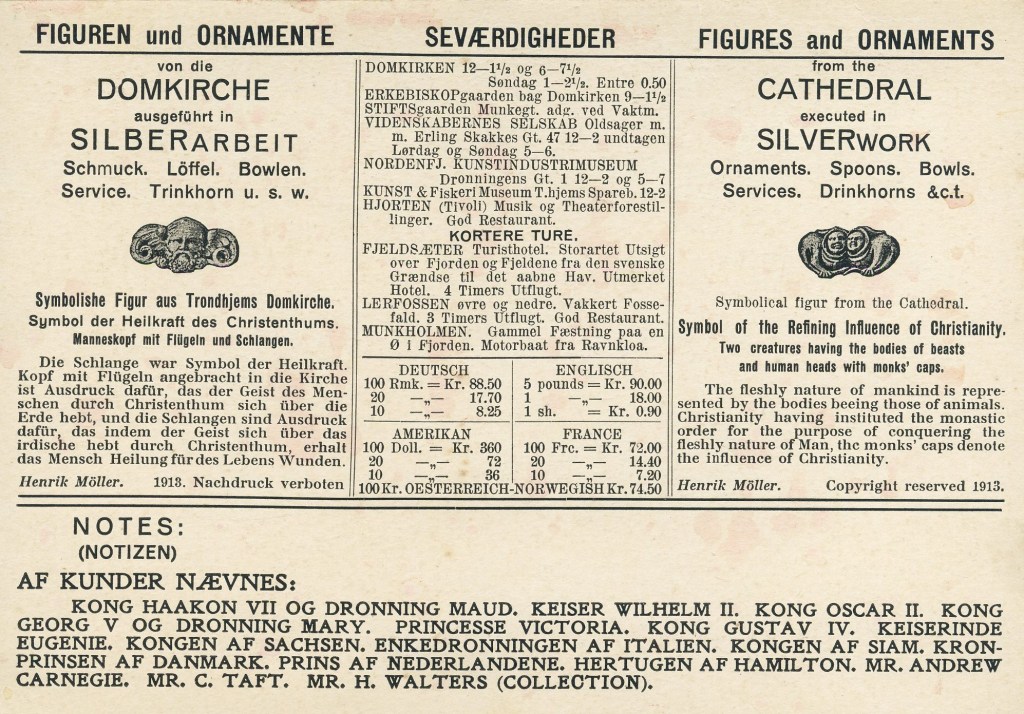 FIGUREN und ORNAMENTE
von die
DOMKIRCHE
ausgeführt in
SILBERARBEIT
Schmuck. Löffel. Bowlen.
Service. Trinkhorn u. s. w.
Symbolishe Figur aus Trondhjems Domkirche.
Symbol der Heilkraft des Christenthums.
Manneskopf mit Flügeln und Schlangen.
Die Schlange war Symbol der Heilkraft.
Kopf mit Flügeln angebracht in die Kirche
ist Ausdruck dafür, das der Geist des Men-
schen durch Christenthum sich über die
Erde hebt, und die Schlangen sind Ausdruck
dafür, das indem der Geist sich über das
irdische hebt durch Christenthum, erhalt
das Mensch Heilung für des Lebens Wunden.
Henrik Möller. 1913. Nachdruck verboten
SEVÆRDIGHEDER
DOMKIRKEN 12—1½ og 6—7½
Søndag 1—2½. Entre 0.50
ERKEBISKOPgaarden bag Domkirken 9—1½
STIFTSgaarden Munkegt. adg. ved Vaktm.
VIDENSKABERNES SELSKAB Oldsager m.
m. Erling Skakkes Gt. 47 12—2 undtagen
Lørdag og Søndag 5—6.
NORDENFJ. KUNSTINDUSTRIMUSEUM
Dronningens Gt. 1 12—2 og 5—7
KUNST & Fiskeri Museum T.hjems Spareb. 12-2
HJORTEN (Tivoli) Musik og Theaterforestil-
linger. God Restaurant.
KORTERE TURE.
FJELDSÆTER Turisthotel. Storartet Utsigt
over Fjorden og Fjeldene fra den svenske
Grændse til det aabne Hav. Utmerket
Hotel. 4 Timers Utflugt.
LERFOSSEN øvre og nedre. Vakkert Fosse-
fald. 3 Timers Utflugt. God Restaurant.
MUNKHOLMEN. Gammel Fæstning paa en
Ø i Fjorden. Motorbaat fra Ravnkloa.
DEUTSCH
100 Rmk. = Kr. 88.50
20 —„— 17.70
10 —„— 8.25
ENGLISCH
5 pounds = Kr. 90.00
1 —„— 18.00
1 sh. = Kr. 0.90
AMERIKAN
100 Doll. = Kr. 360
20 —„— 72
10 —„— 36
FRANCE
100 Frc. = Kr. 72.00
20 —„— 14.40
10 —„— 7.20
100 Kr. OESTERREICH-NORWEGISH Kr. 74.50
FIGURES and ORNAMENTS
from the
CATHEDRAL
executed in
SILVERWORK
Ornaments. Spoons. Bowls.
Services. Drinkhorns &c.t.
Symbolical figur from the Cathedral.
Symbol of the Refining Influence of Christianity.
Two creatures having the bodies of beasts
and human heads with monks' caps.
The fleshly nature of mankind is repre-
sented by the bodies beeing those of animals.
Christianity having instituted the monastic
order for the purpose of conquering the
fleshly nature of Man, the monks' caps denote
the influence of Christianity.
Henrik Möller. Copyright reserved 1913.
NOTES:
(NOTIZEN)
AF KUNDER NÆVNES:
KONG HAAKON VII OG DRONNING MAUD. KEISER WILHELM II. KONG OSCAR II. KONG
GEORG V OG DRONNING MARY. PRINCESSE VICTORIA. KONG GUSTAV IV. KEISERINDE
EUGENIE. KONGEN AF SACHSEN. ENKEDRONNINGEN AF ITALIEN. KONGEN AF SIAM. KRON-
PRINSEN AF DANMARK. PRINS AF NEDERLANDENE. HERTUGEN AF HAMILTON. MR. ANDREW
CARNEGIE. MR. C. TAFT. MR. H. WALTERS (COLLECTION).